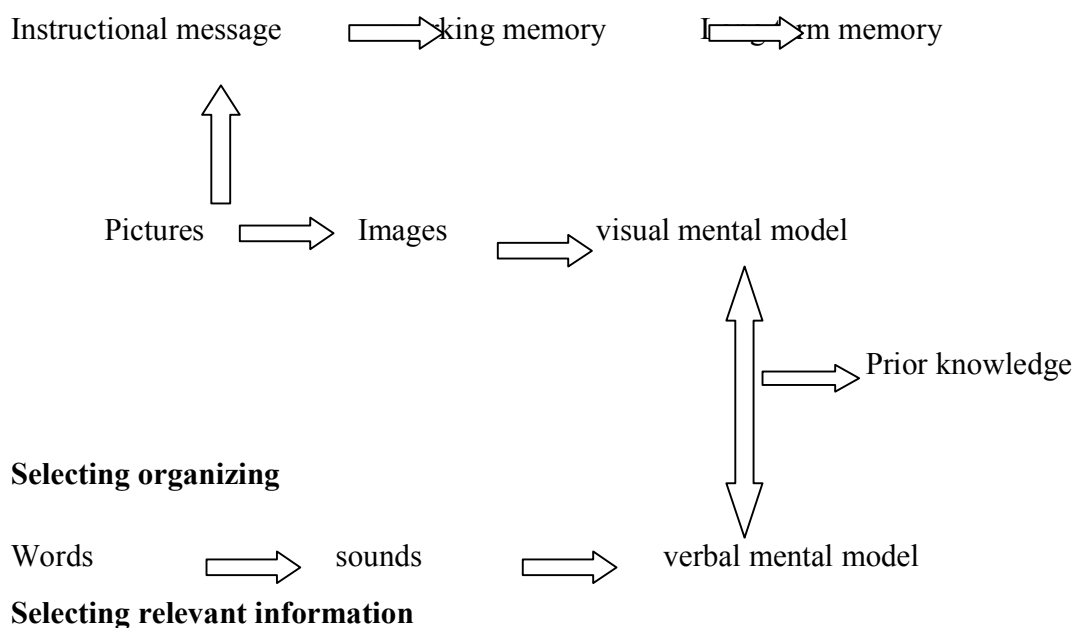 Instructional message king memory rm memory
Pictures Images visual mental model
Prior knowledge
Selecting organizing
Words sounds verbal mental model
Selecting relevant information